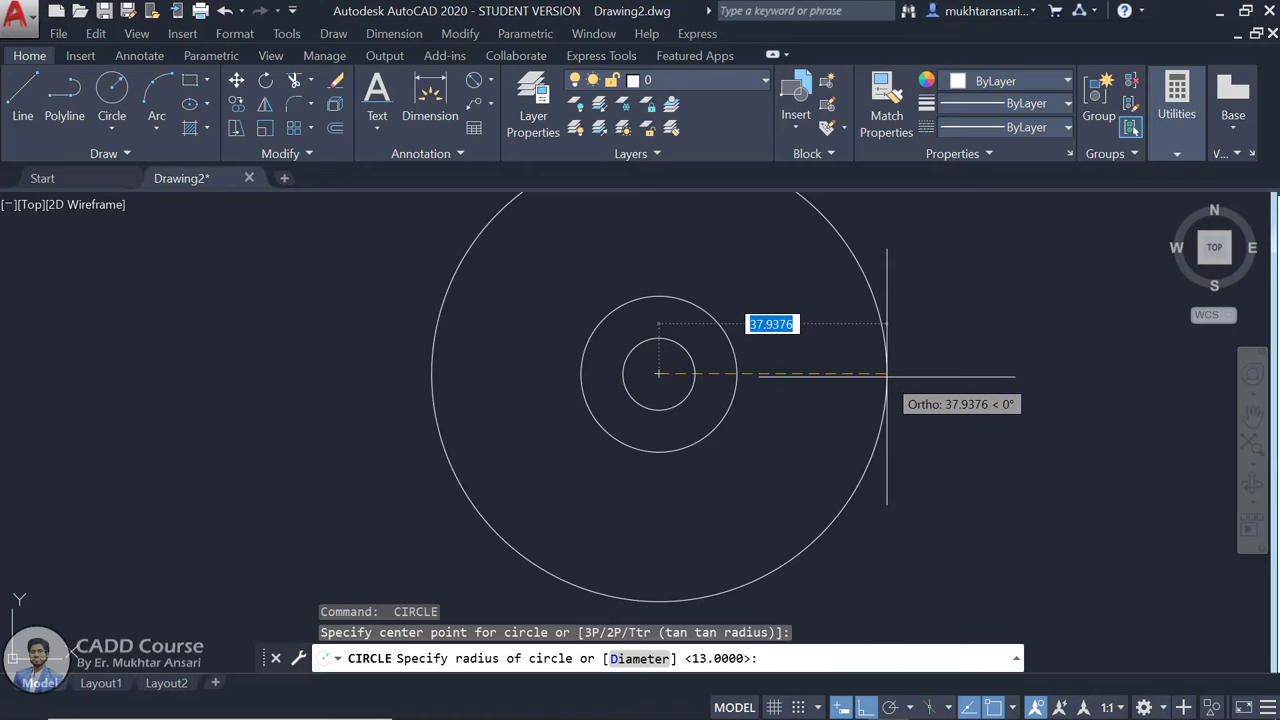 A Autodesk AutoCAD 2020 - STUDENT VERSION Drawing2.dwg Type a keyword or phrase mukhtaransari...
File Edit View Insert Format Tools Draw Dimension Modify Parametric Window Help Express
Home Insert Annotate Parametric View Manage Output Add-ins Collaborate Express Tools Featured Apps
Line Polyline Circle Arc
A Text Dimension
Layer Properties
0
Insert
Match Properties
ByLayer
ByLayer
ByLayer
Group
Utilities
Base
Draw Modify Annotation Layers Block Properties Groups V...
Start Drawing2*
[−][Top][2D Wireframe]
N
W TOP E
S
WCS
37.9376
Ortho: 37.9376 < 0°
Y
Command: CIRCLE
Specify center point for circle or [3P/2P/Ttr (tan tan radius)]:
CIRCLE Specify radius of circle or [Diameter] <13.0000>:
CADD Course
By Er. Mukhtar Ansari
Model Layout1 Layout2
MODEL 1:1